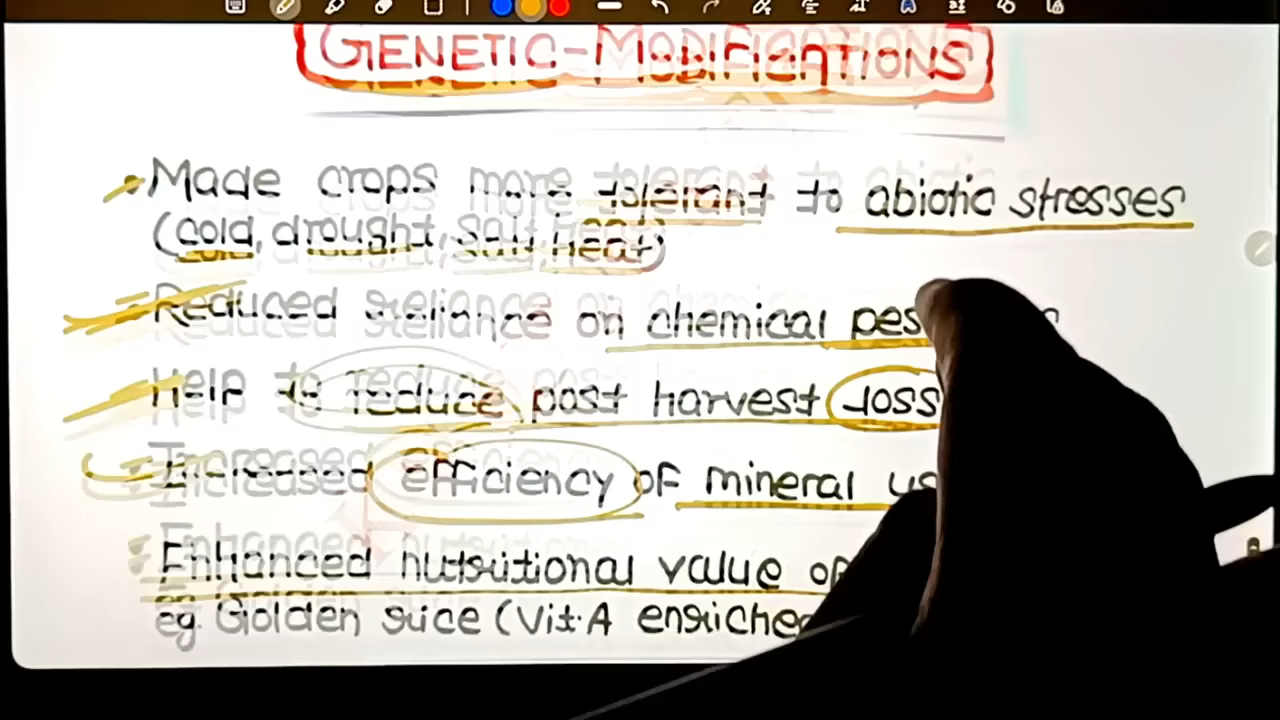 GENETIC-MODIFICATIONS
• Made crops more tolerant to abiotic stresses
(cold, drought, salt, heat)
• Reduced reliance on chemical pes
• Help to reduce post harvest loss
• Increased efficiency of mineral us
• Enhanced nutritional value of
eg. Golden rice (Vit.A enriche